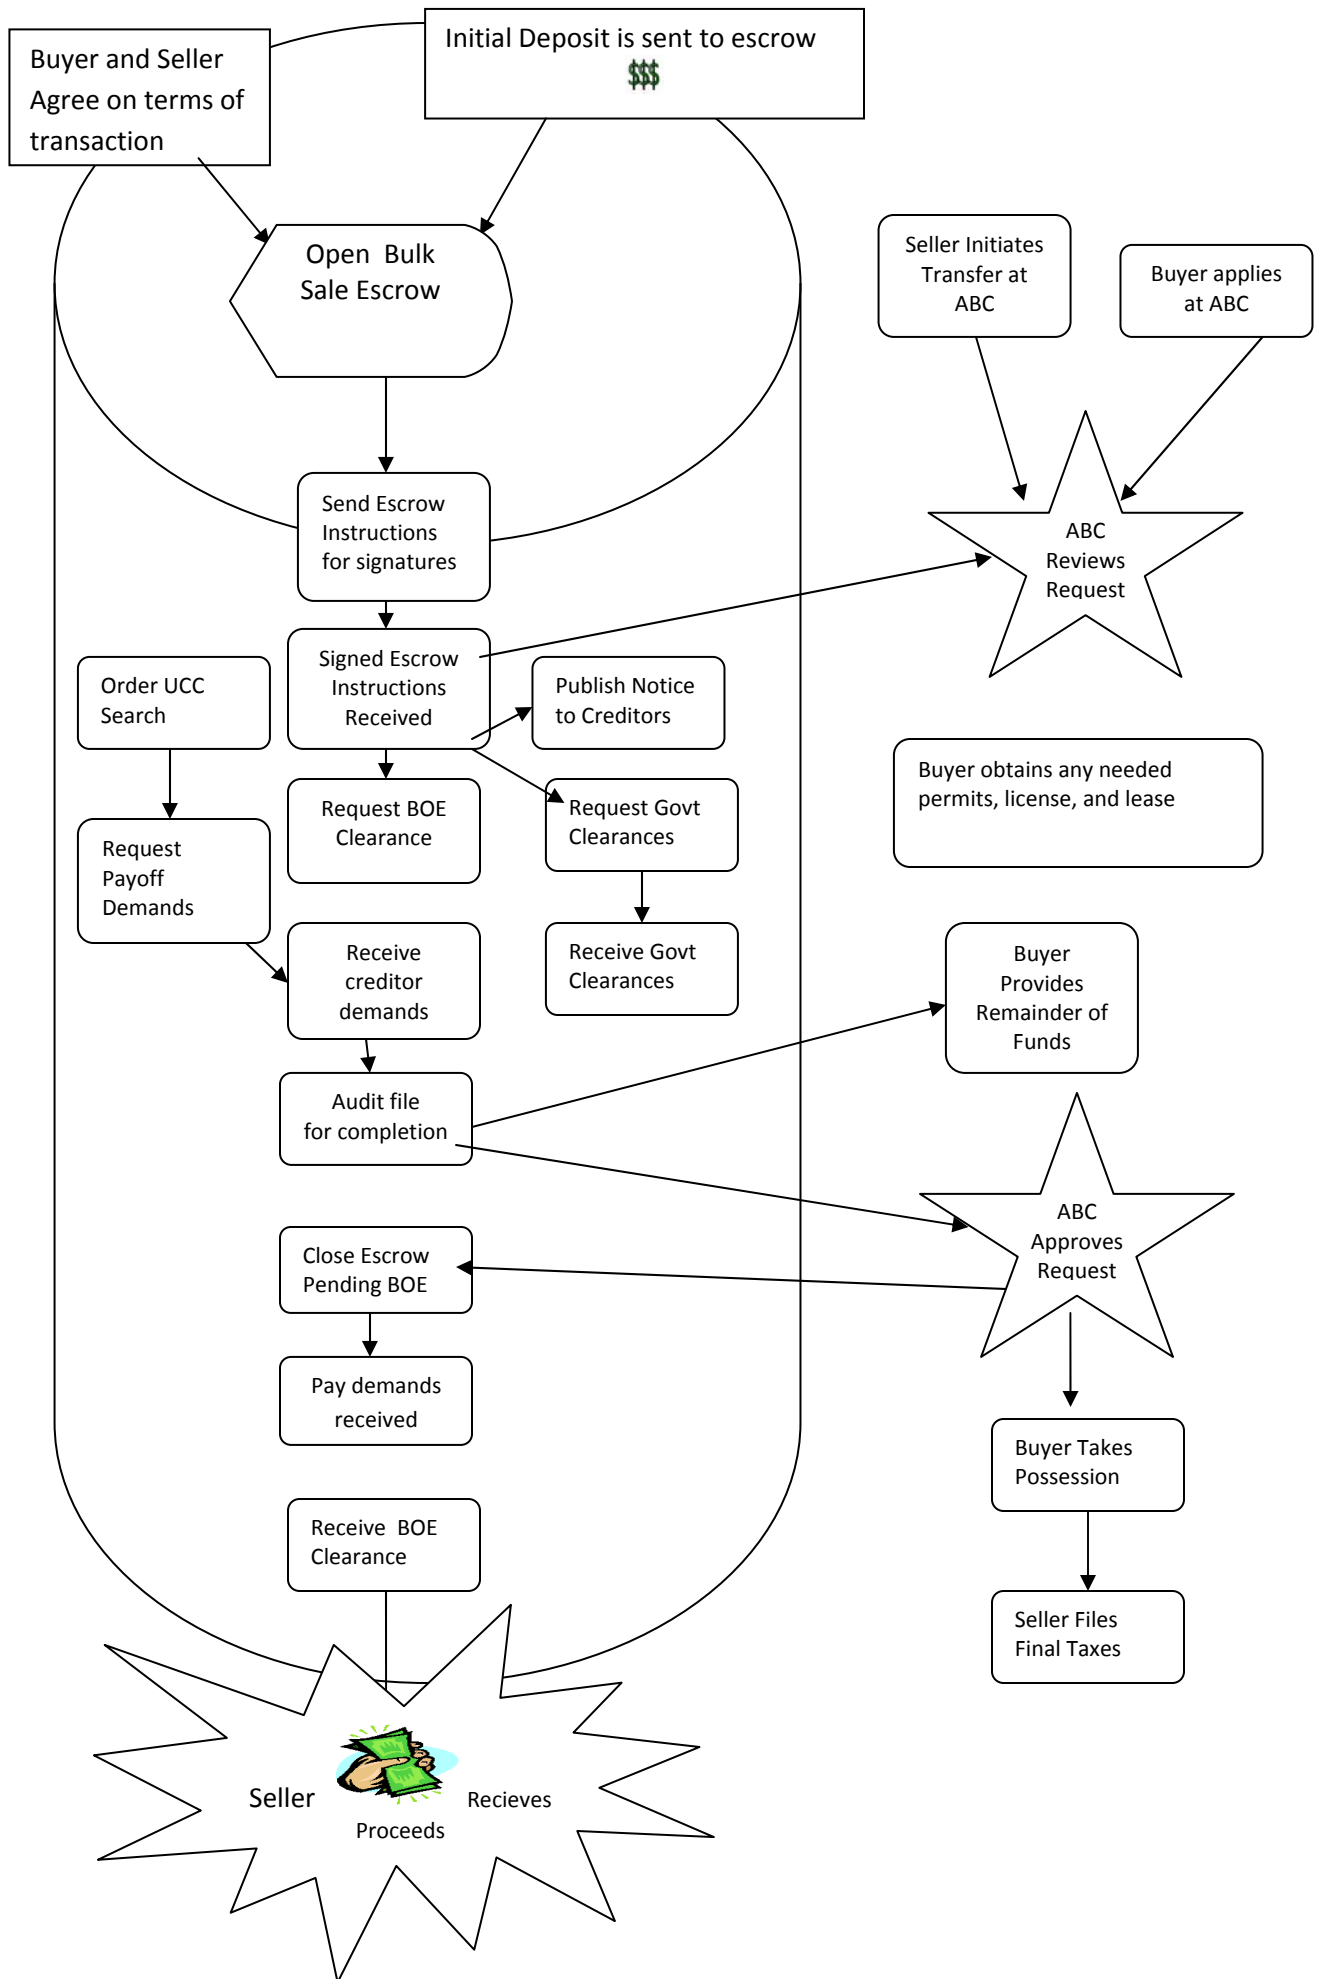 Buyer and Seller
Agree on terms of
transaction
Initial Deposit is sent to escrow
$$$
Open Bulk
Sale Escrow
Seller Initiates
Transfer at
ABC
Buyer applies
at ABC
Send Escrow
Instructions
for signatures
ABC
Reviews
Request
Order UCC
Search
Signed Escrow
Instructions
Received
Publish Notice
to Creditors
Request BOE
Clearance
Request Govt
Clearances
Buyer obtains any needed
permits, license, and lease
Request
Payoff
Demands
Receive
creditor
demands
Receive Govt
Clearances
Buyer
Provides
Remainder of
Funds
Audit file
for completion
ABC
Approves
Request
Close Escrow
Pending BOE
Pay demands
received
Buyer Takes
Possession
Receive BOE
Clearance
Seller Files
Final Taxes
Seller Recieves
Proceeds